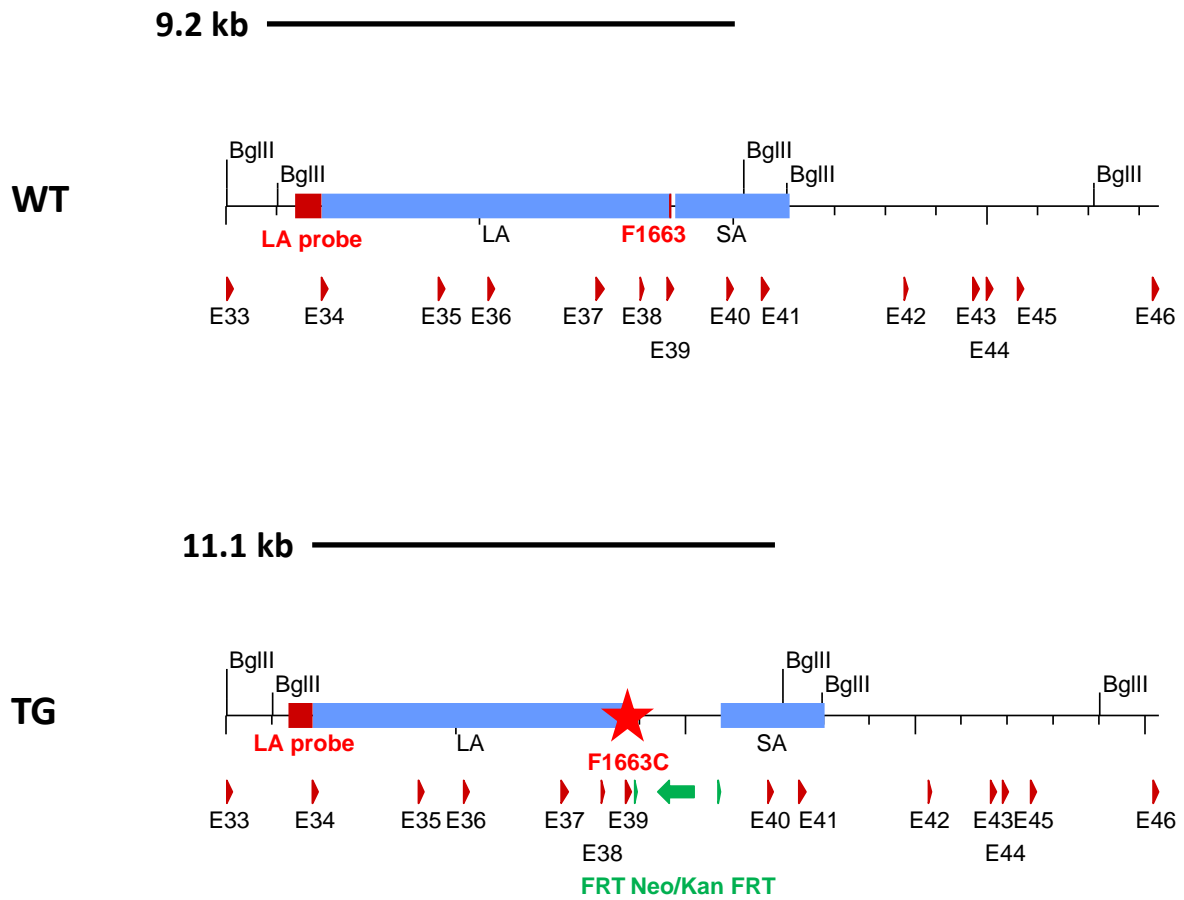 9.2 kb
BglII
BglII
BglII
BglII
BglII
WT
LA probe
LA
F1663
SA
E33 E34 E35 E36 E37 E38 E40 E41 E42 E43 E45 E46
E39 E44
11.1 kb
BglII
BglII
BglII
BglII
BglII
TG
LA probe
LA
F1663C
SA
E33 E34 E35 E36 E37 E39 E40 E41 E42 E43 E45 E46
E38 E44
FRT Neo/Kan FRT